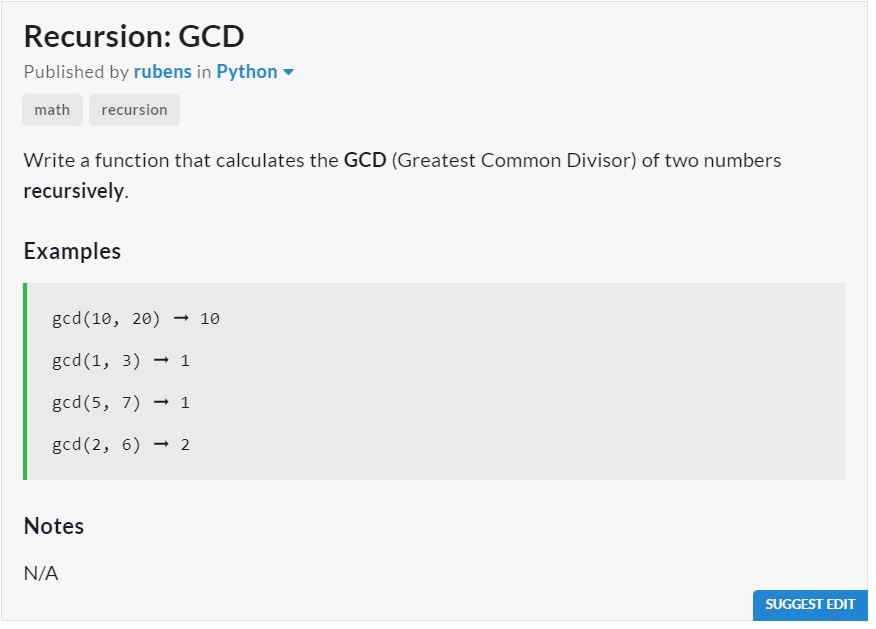 Recursion: GCD
Published by rubens in Python
math recursion
Write a function that calculates the GCD (Greatest Common Divisor) of two numbers
recursively.
Examples
gcd(10, 20) ➞ 10
gcd(1, 3) ➞ 1
gcd(5, 7) ➞ 1
gcd(2, 6) ➞ 2
Notes
N/A
SUGGEST EDIT